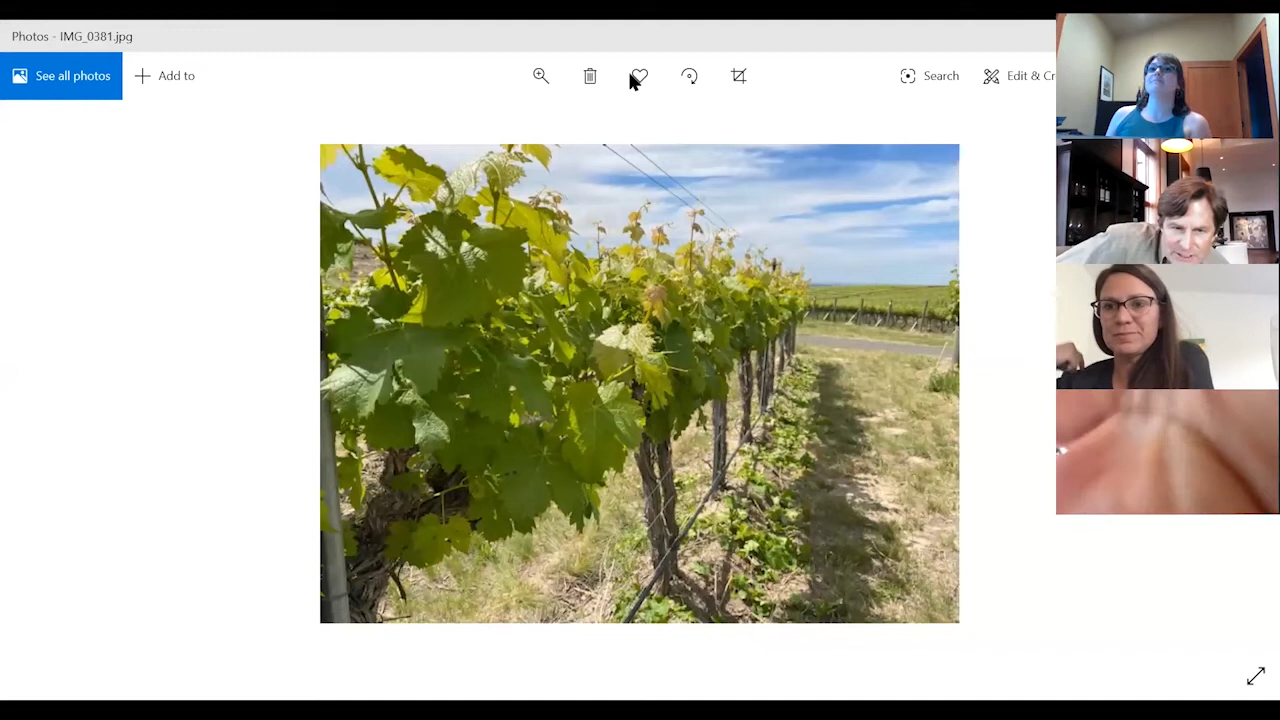 Photos - IMG_0381.jpg
See all photos
Add to
Search
Edit & Cr